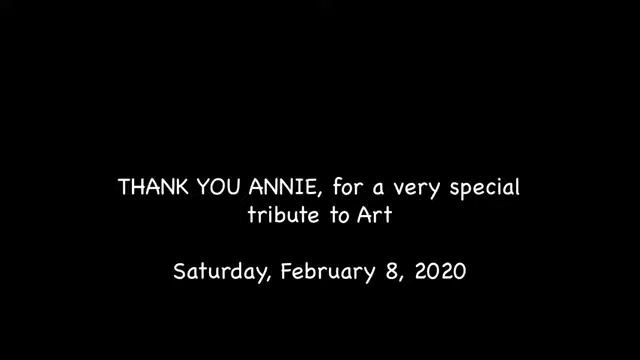 THANK YOU ANNIE, for a very special
tribute to Art
Saturday, February 8, 2020